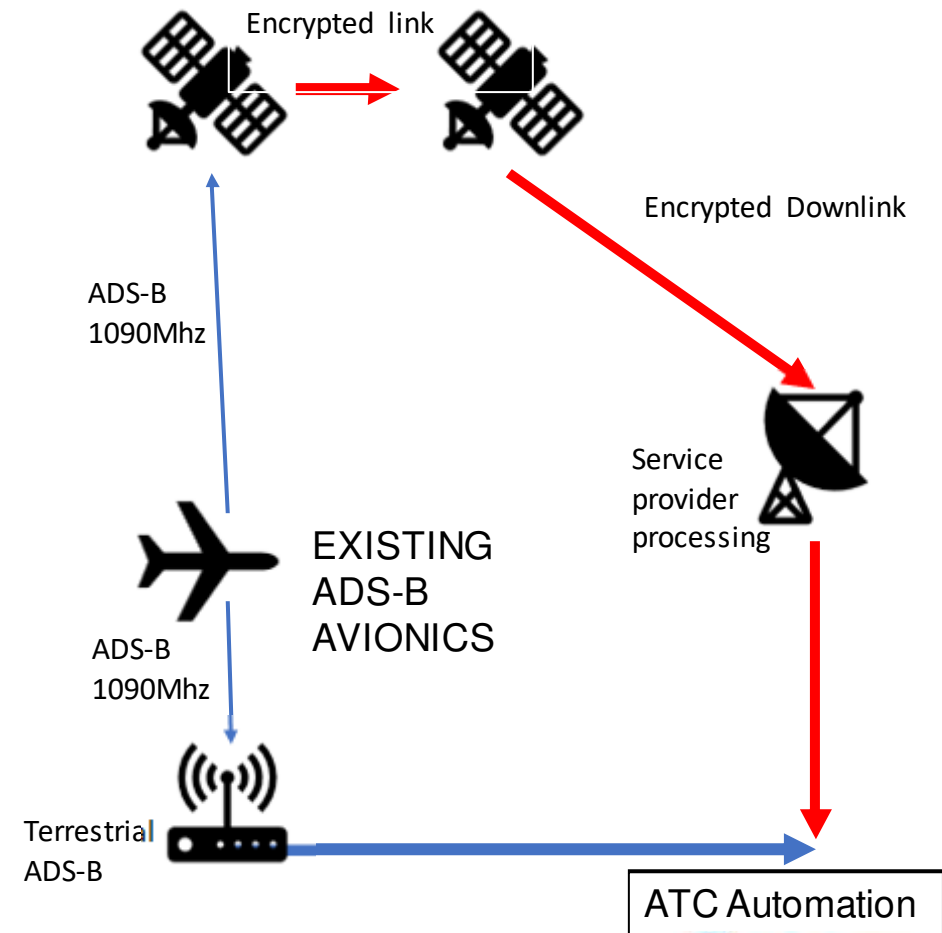 Encrypted link
Encrypted Downlink
ADS-B
1090Mhz
Service
provider
processing
EXISTING
ADS-B
AVIONICS
ADS-B
1090Mhz
Terrestrial
ADS-B
ATC Automation